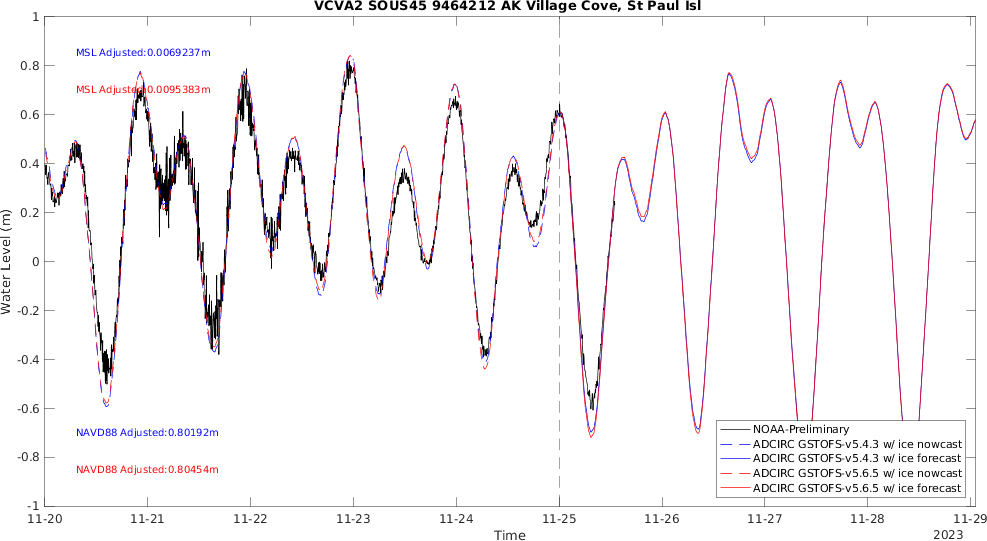 VCVA2 SOUS45 9464212 AK Village Cove, St Paul Isl
1
0.8
0.6
0.4
0.2
0
-0.2
-0.4
-0.6
-0.8
-1
Water Level (m)
MSL Adjusted:0.0069237m
MSL Adjusted:0.0095383m
NAVD88 Adjusted:0.80192m
NAVD88 Adjusted:0.80454m
NOAA-Preliminary
ADCIRC GSTOFS-v5.4.3 w/ ice nowcast
ADCIRC GSTOFS-v5.4.3 w/ ice forecast
ADCIRC GSTOFS-v5.6.5 w/ ice nowcast
ADCIRC GSTOFS-v5.6.5 w/ ice forecast
11-20 11-21 11-22 11-23 11-24 11-25 11-26 11-27 11-28 11-29
2023
Time